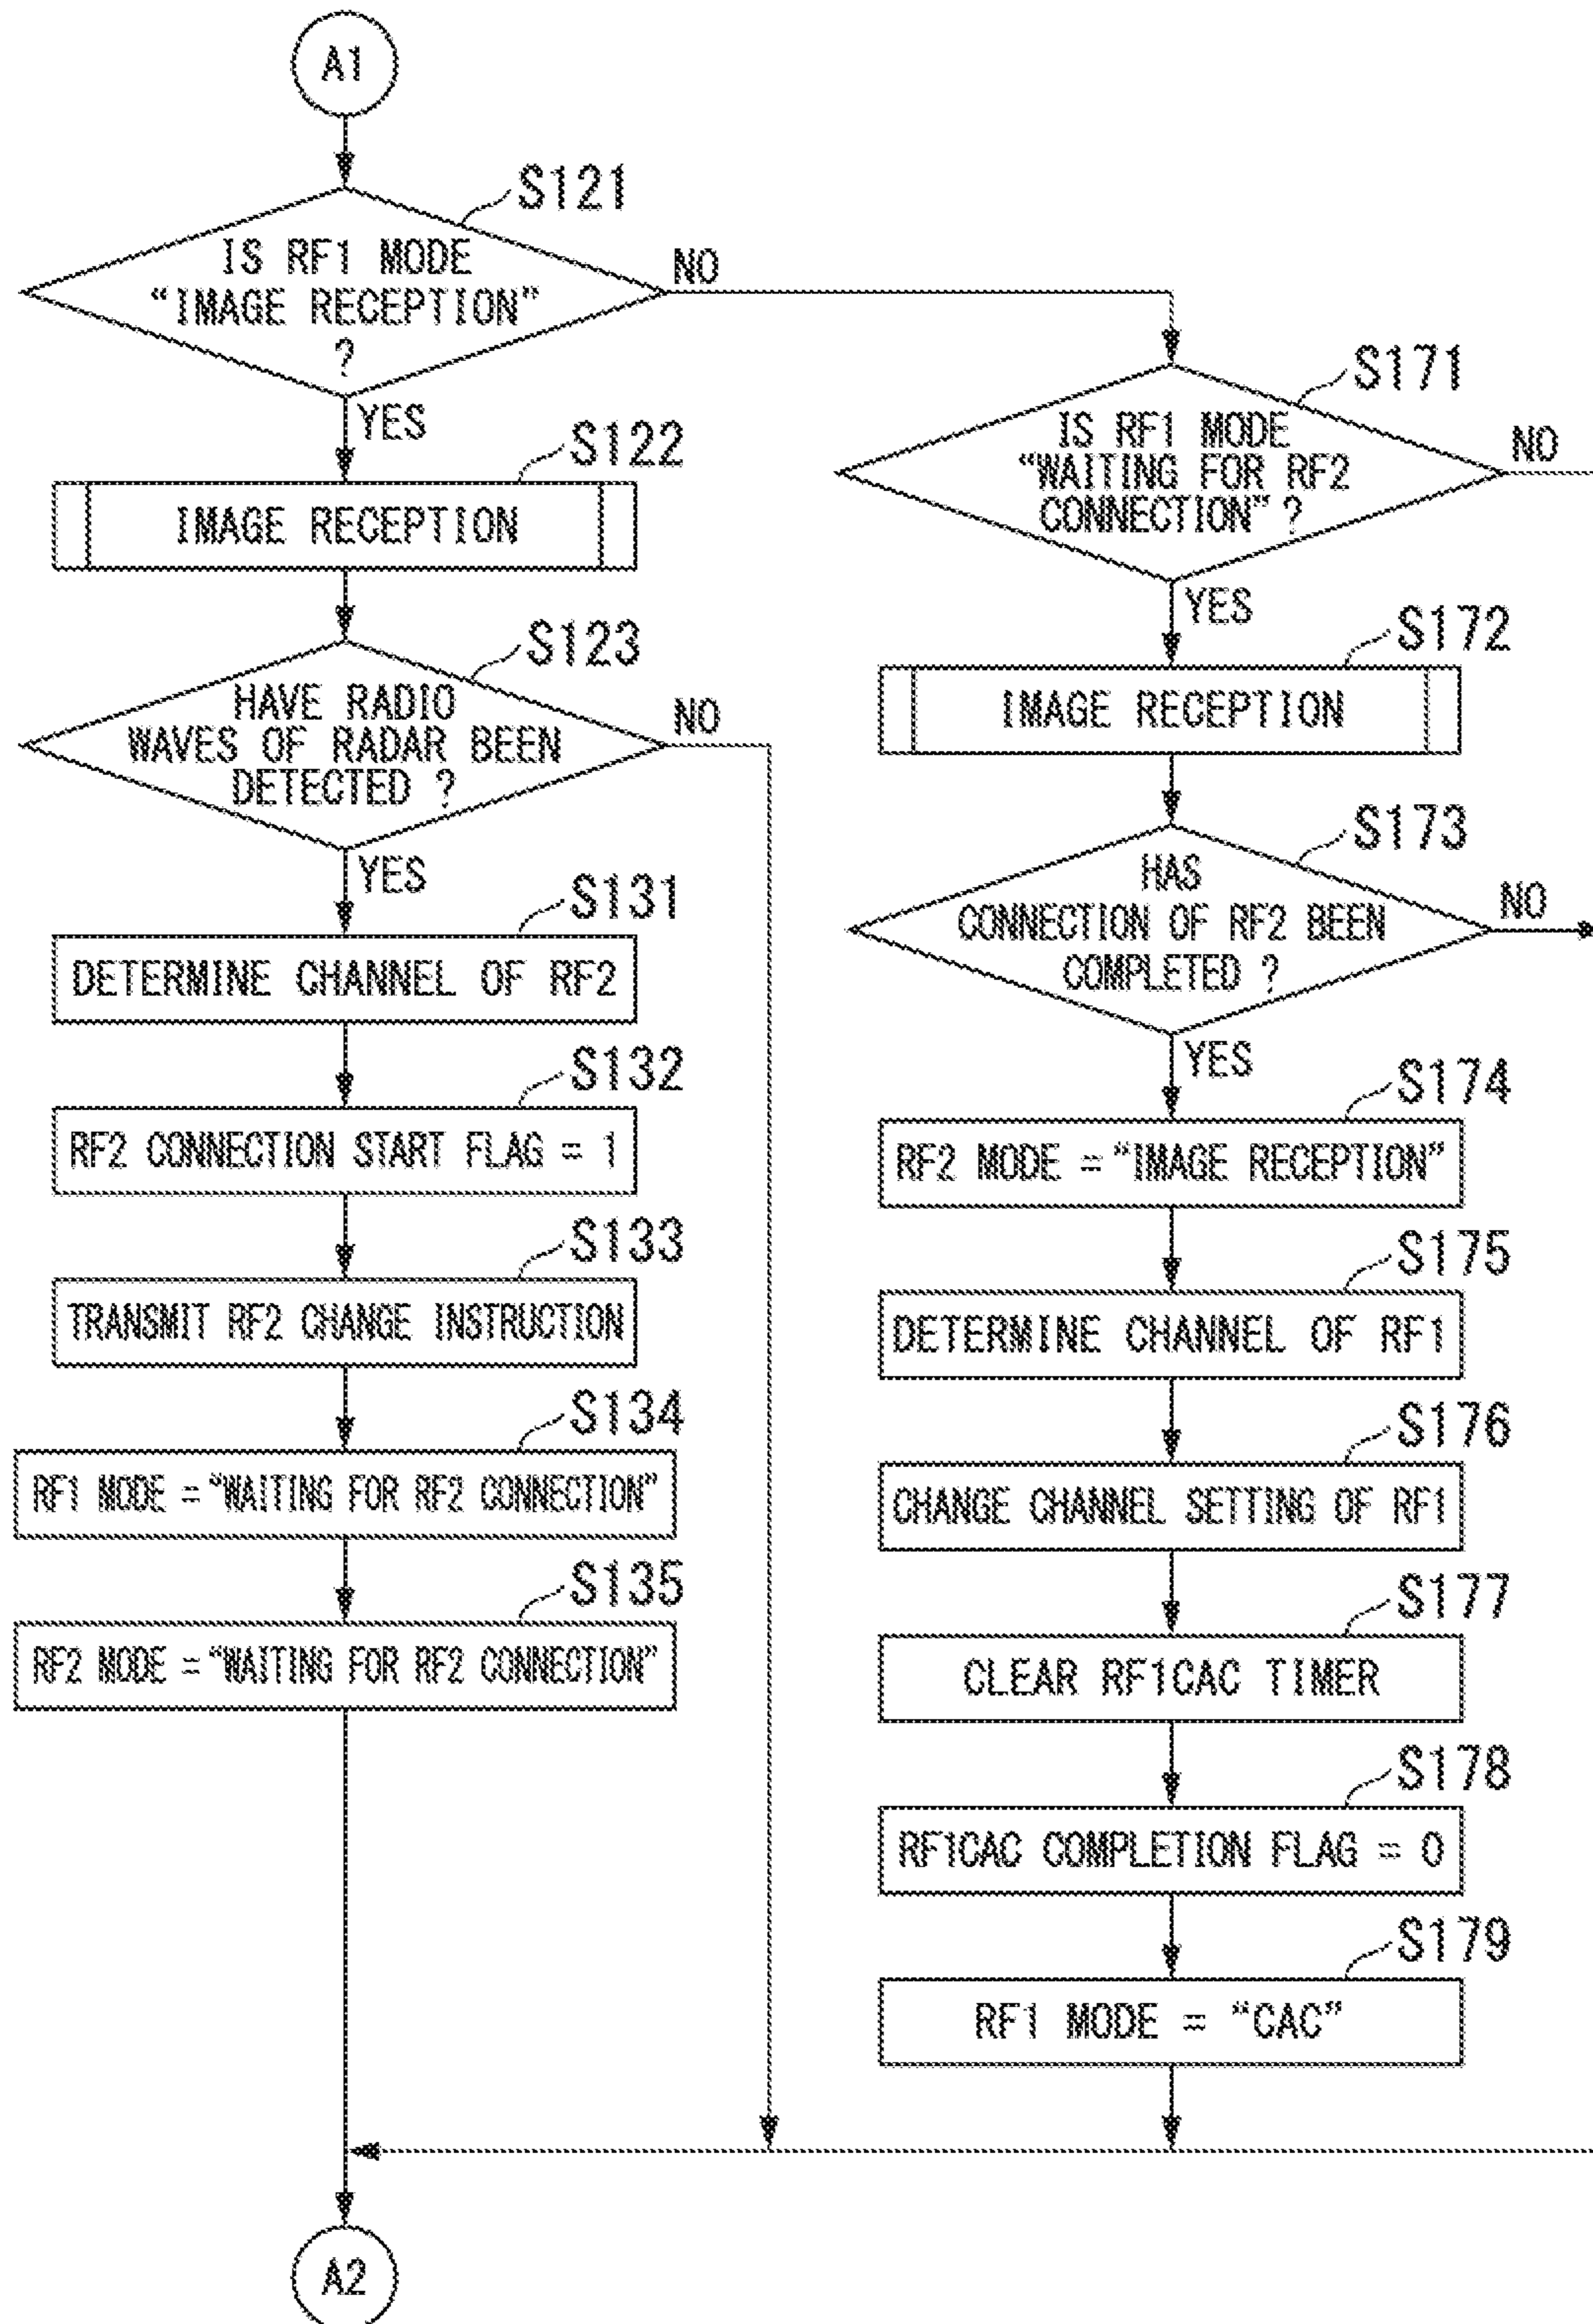 A1
S121
IS RF1 MODE
“IMAGE RECEPTION”
?
NO
YES
S122
IMAGE RECEPTION
S123
HAVE RADIO
WAVES OF RADAR BEEN
DETECTED ?
NO
YES
S131
DETERMINE CHANNEL OF RF2
S132
RF2 CONNECTION START FLAG = 1
S133
TRANSMIT RF2 CHANGE INSTRUCTION
S134
RF1 MODE = “WAITING FOR RF2 CONNECTION”
S135
RF2 MODE = “WAITING FOR RF2 CONNECTION”
S171
IS RF1 MODE
“WAITING FOR RF2
CONNECTION” ?
NO
YES
S172
IMAGE RECEPTION
S173
HAS
CONNECTION OF RF2 BEEN
COMPLETED ?
NO
YES
S174
RF2 MODE = “IMAGE RECEPTION”
S175
DETERMINE CHANNEL OF RF1
S176
CHANGE CHANNEL SETTING OF RF1
S177
CLEAR RF1CAC TIMER
S178
RF1CAC COMPLETION FLAG = 0
S179
RF1 MODE = “CAC”
A2